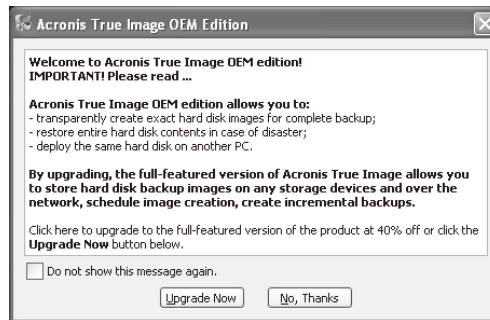 Acronis True Image OEM Edition
Welcome to Acronis True Image OEM edition!
IMPORTANT! Please read ...
Acronis True Image OEM edition allows you to:
- transparently create exact hard disk images for complete backup;
- restore entire hard disk contents in case of disaster;
- deploy the same hard disk on another PC.
By upgrading, the full-featured version of Acronis True Image allows you
to store hard disk backup images on any storage devices and over the
network, schedule image creation, create incremental backups.
Click here to upgrade to the full-featured version of the product at 40% off or click the
Upgrade Now button below.
Do not show this message again.
Upgrade Now
No, Thanks